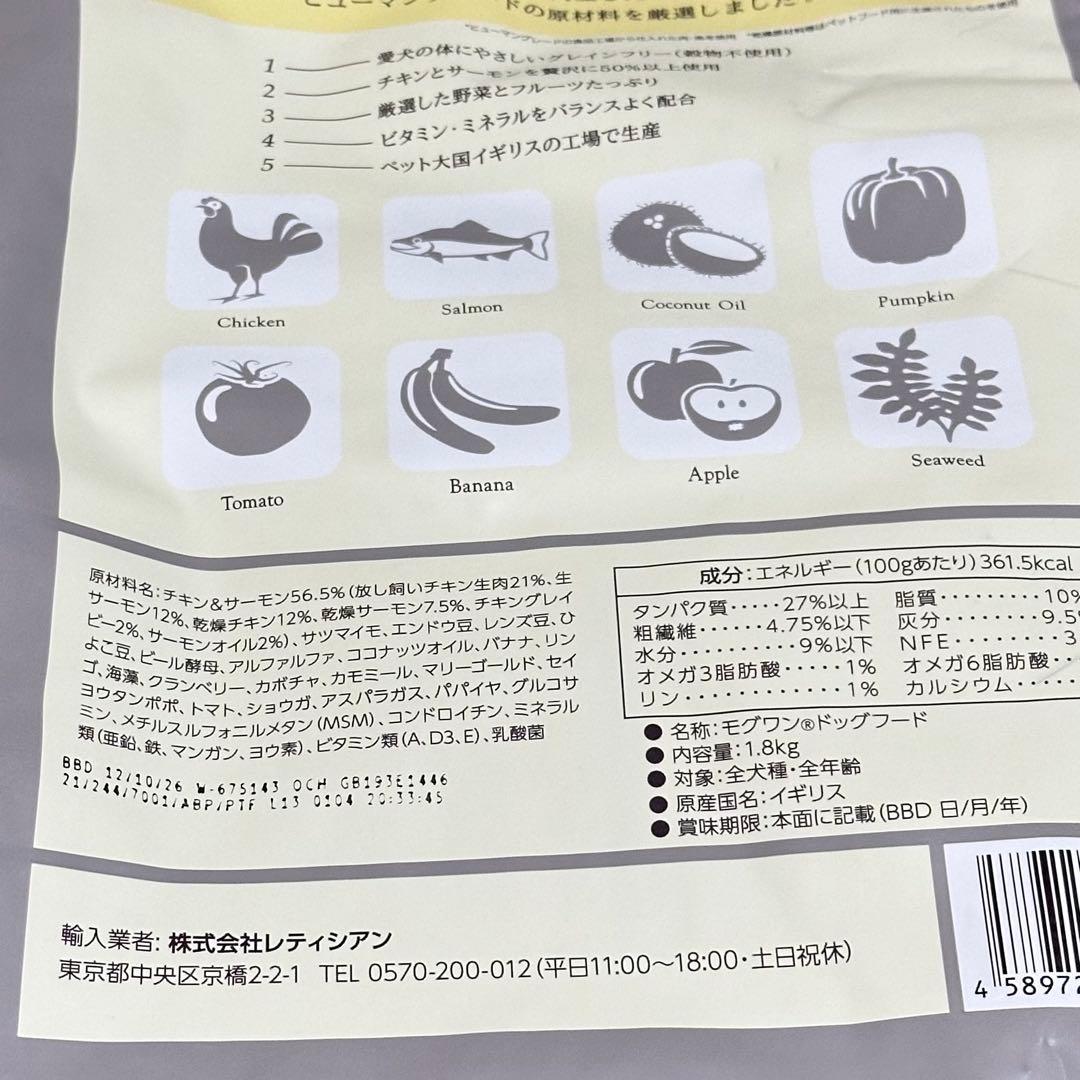 ヒューマングレードの原材料を厳選しました。
1 愛犬の体にやさしいグレインフリー(穀物不使用)
2 チキンとサーモンを贅沢に50%以上使用
3 厳選した野菜とフルーツたっぷり
4 ビタミン・ミネラルをバランスよく配合
5 ペット大国イギリスの工場で生産
Chicken
Salmon
Coconut Oil
Pumpkin
Tomato
Banana
Apple
Seaweed
原材料名:チキン&サーモン56.5%(放し飼いチキン生肉21%、生
サーモン12%、乾燥チキン12%、乾燥サーモン7.5%、チキングレイ
ビー2%、サーモンオイル2%)、サツマイモ、エンドウ豆、レンズ豆、ひ
よこ豆、ビール酵母、アルファルファ、ココナッツオイル、バナナ、リン
ゴ、海藻、クランベリー、カボチャ、カモミール、マリーゴールド、セイ
ヨウタンポポ、トマト、ショウガ、アスパラガス、パパイヤ、グルコサ
ミン、メチルスルフォニルメタン(MSM)、コンドロイチン、ミネラル
類(亜鉛、鉄、マンガン、ヨウ素)、ビタミン類(A、D3、E)、乳酸菌
BBD 12/10/26 W-675143 OCH GB193E1446
21/244/7001/ABP/PTF L13 0104 20:33:45
成分:エネルギー(100gあたり)361.5kcal
タンパク質・・・・・27%以上 脂質・・・・・・・・・10%
粗繊維・・・・・・4.75%以下 灰分・・・・・・・・・9.5%
水分・・・・・・・・・・9%以下 NFE・・・・・・・・3
オメガ3脂肪酸・・・・・1% オメガ6脂肪酸・・
リン・・・・・・・・・・・・1% カルシウム・・・・・
● 名称:モグワン®ドッグフード
● 内容量:1.8kg
● 対象:全犬種・全年齢
● 原産国名:イギリス
● 賞味期限:本面に記載(BBD 日/月/年)
輸入業者: 株式会社レティシアン
東京都中央区京橋2-2-1 TEL 0570-200-012(平日11:00〜18:00・土日祝休)
4 58972